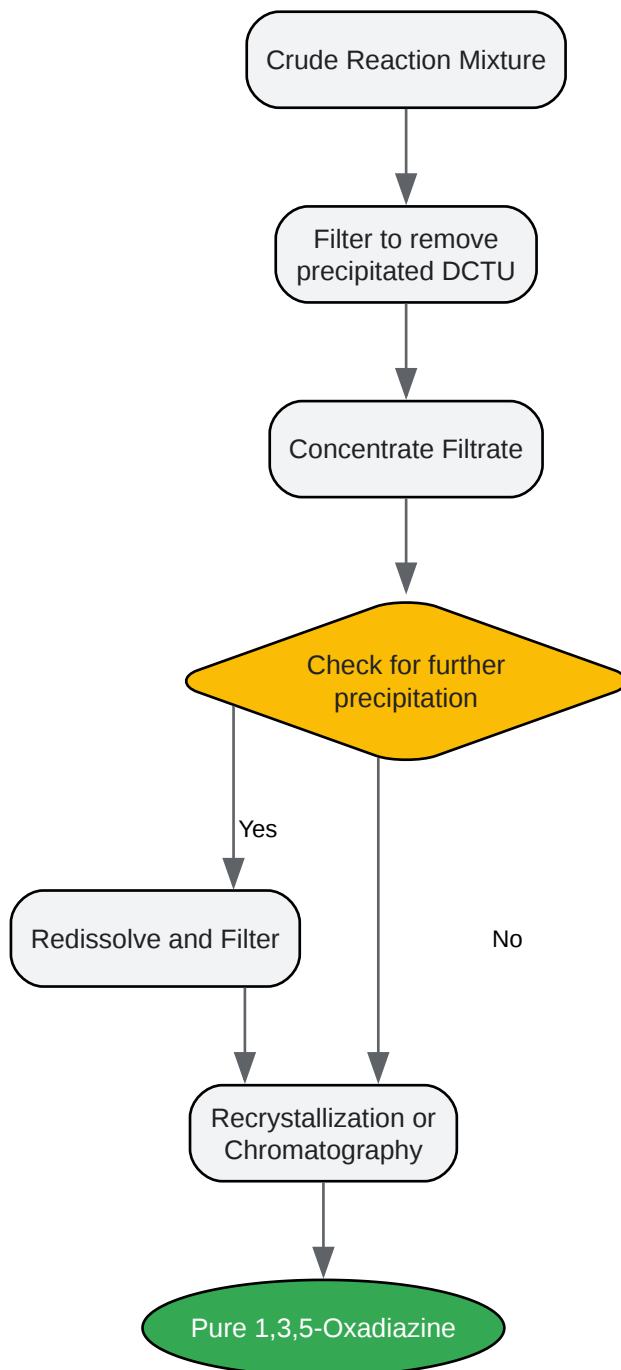 Crude Reaction Mixture
Filter to remove
precipitated DCTU
Concentrate Filtrate
Check for further
precipitation
Yes
Redissolve and Filter
No
Recrystallization or
Chromatography
Pure 1,3,5-Oxadiazine